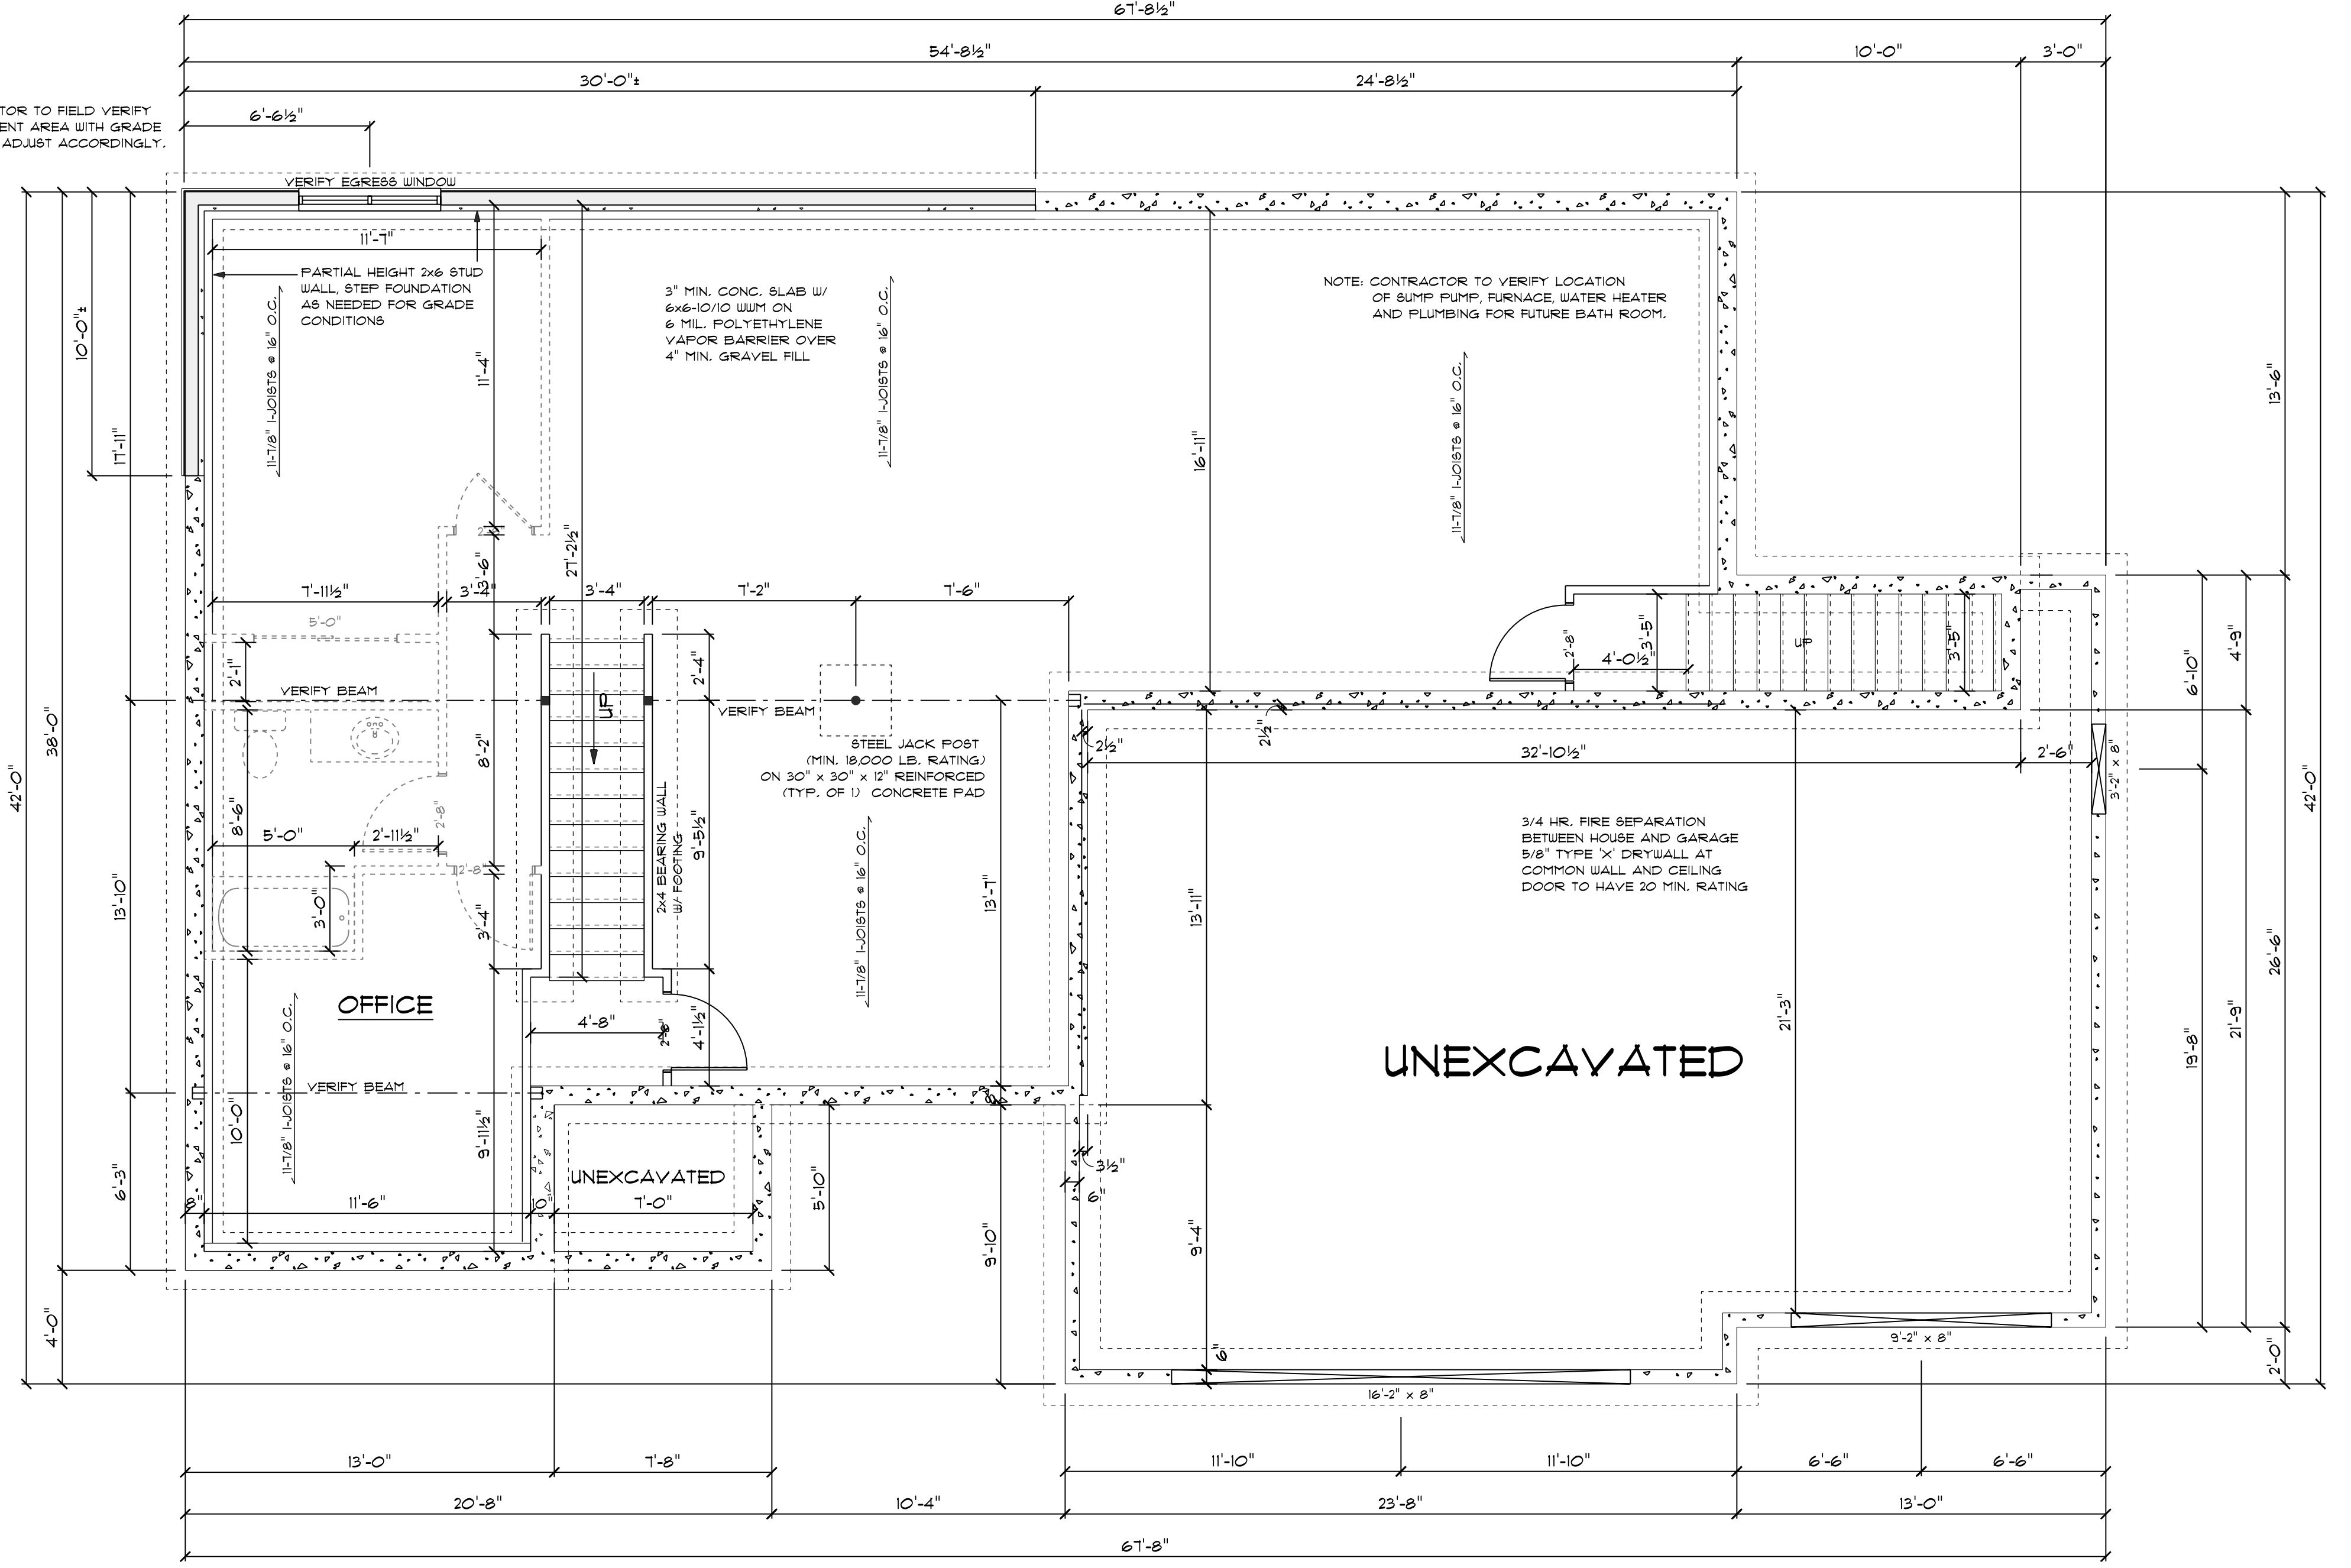 67'-8½"
54'-8½"
10'-0"
3'-0"
30'-0"±
24'-8½"
6'-6½"
TOR TO FIELD VERIFY
ENT AREA WITH GRADE
ADJUST ACCORDINGLY.
VERIFY EGRESS WINDOW
11'-7"
PARTIAL HEIGHT 2x6 STUD
WALL, STEP FOUNDATION
AS NEEDED FOR GRADE
CONDITIONS
3" MIN. CONC. SLAB W/
6x6-10/10 WWM ON
6 MIL. POLYETHYLENE
VAPOR BARRIER OVER
4" MIN. GRAVEL FILL
NOTE: CONTRACTOR TO VERIFY LOCATION
OF SUMP PUMP, FURNACE, WATER HEATER
AND PLUMBING FOR FUTURE BATH ROOM.
11-7/8" I-JOISTS @ 16" O.C.
11-7/8" I-JOISTS @ 16" O.C.
11-7/8" I-JOISTS @ 16" O.C.
10'-0"±
11'-4"
13'-6"
17'-11"
16'-11"
27'-2½"
3'-6"
7'-11½"
3'-4"
3'-4"
7'-2"
7'-6"
5'-0"
2'-1"
2'-4"
2'-8"
3'-5"
4'-0½"
UP
3'-5"
4'-9"
6'-10"
VERIFY BEAM
UP
VERIFY BEAM
38'-0"
42'-0"
8'-2"
STEEL JACK POST
(MIN. 18,000 LB. RATING)
ON 30" x 30" x 12" REINFORCED
(TYP. OF 1) CONCRETE PAD
2½"
2½"
32'-10½"
2'-6"
3'-2" x 8"
42'-0"
8'-6"
5'-0"
2'-11½"
2'-8"
2'-8"
2x4 BEARING WALL
W/ FOOTING
9'-5½"
3/4 HR. FIRE SEPARATION
BETWEEN HOUSE AND GARAGE
5/8" TYPE 'X' DRYWALL AT
COMMON WALL AND CEILING
DOOR TO HAVE 20 MIN. RATING
13'-10"
3'-0"
3'-4"
11-7/8" I-JOISTS @ 16" O.C.
13'-7"
13'-11"
26'-6"
OFFICE
11-7/8" I-JOISTS @ 16" O.C.
4'-8"
2'-8"
4'-1½"
21'-3"
21'-9"
19'-8"
UNEXCAVATED
VERIFY BEAM
8"
10'-0"
9'-11½"
UNEXCAVATED
3½"
6"
6'-3"
8"
11'-6"
10"
7'-0"
5'-10"
9'-10"
9'-4"
4'-0"
6"
9'-2" x 8"
2'-0"
16'-2" x 8"
13'-0"
7'-8"
11'-10"
11'-10"
6'-6"
6'-6"
20'-8"
10'-4"
23'-8"
13'-0"
67'-8"